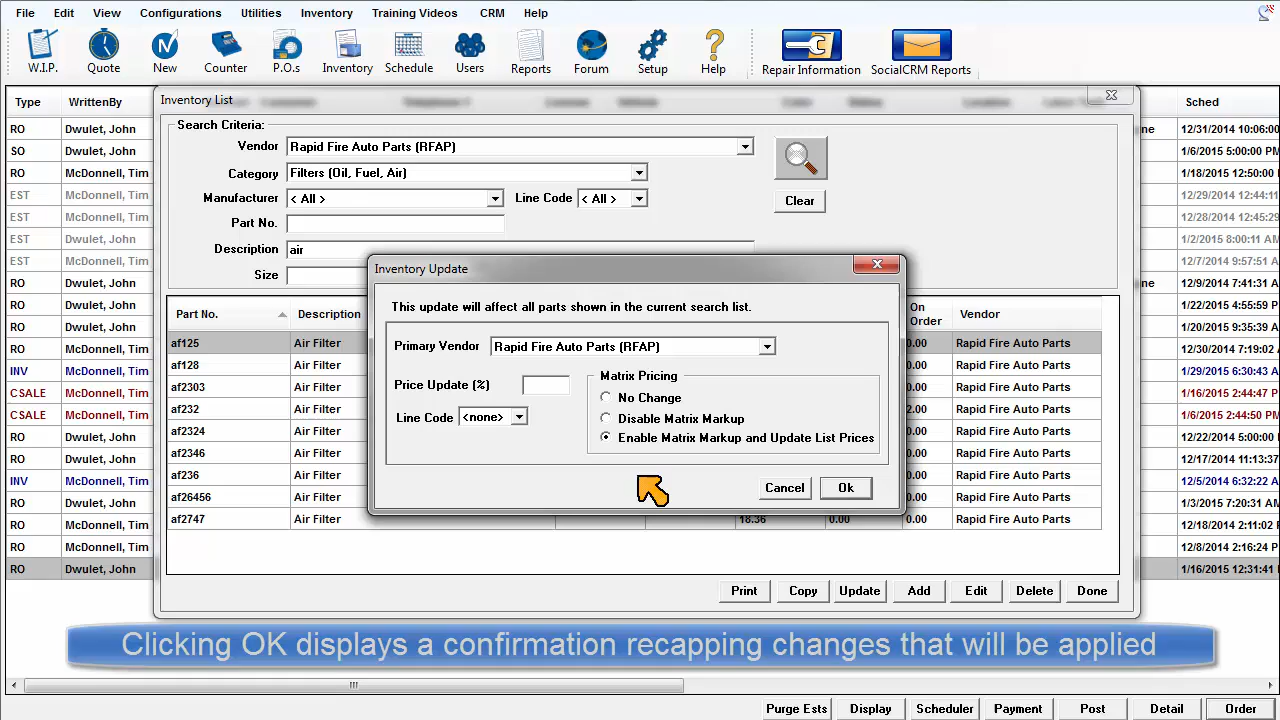 File Edit View Configurations Utilities Inventory Training Videos CRM Help
W.I.P. Quote New Counter P.O.s Inventory Schedule Users Reports Forum Setup Help Repair Information SocialCRM Reports
Type WrittenBy Sched
Inventory List
Search Criteria:
Vendor Rapid Fire Auto Parts (RFAP)
Category Filters (Oil, Fuel, Air)
Manufacturer < All > Line Code < All > Clear
Part No.
Description air
Size
Part No. Description On Order Vendor
af125 Air Filter 0.00 Rapid Fire Auto Parts
af128 Air Filter 0.00 Rapid Fire Auto Parts
af2303 Air Filter 0.00 Rapid Fire Auto Parts
af232 Air Filter 2.00 Rapid Fire Auto Parts
af2324 Air Filter 0.00 Rapid Fire Auto Parts
af2346 Air Filter 0.00 Rapid Fire Auto Parts
af236 Air Filter 0.00 Rapid Fire Auto Parts
af26456 Air Filter 0.00 Rapid Fire Auto Parts
af2747 Air Filter 18.36 0.00 0.00 Rapid Fire Auto Parts
Print Copy Update Add Edit Delete Done
Inventory Update
This update will affect all parts shown in the current search list.
Primary Vendor Rapid Fire Auto Parts (RFAP)
Price Update (%)
Line Code <none>
Matrix Pricing
No Change
Disable Matrix Markup
Enable Matrix Markup and Update List Prices
Cancel Ok
RO Dwulet, John ne 12/31/2014 10:06:00
SO Dwulet, John 1/6/2015 5:00:00 PM
RO McDonnell, Tim 1/18/2015 12:50:00
EST McDonnell, Tim 12/29/2014 12:44:1
EST McDonnell, Tim 12/28/2014 12:45:2
EST McDonnell, Tim 1/2/2015 8:00:11 AM
EST McDonnell, Tim 12/7/2015 9:57:51 A
RO Dwulet, John ne 12/9/2014 7:41:31 A
RO Dwulet, John 1/22/2015 4:55:59 P
RO Dwulet, John 1/20/2015 9:35:39 A
RO McDonnell, Tim 12/30/2014 7:19:02 A
INV McDonnell, Tim 1/29/2015 6:30:43 A
CSALE McDonnell, Tim 1/16/2015 2:44:47 P
CSALE McDonnell, Tim 1/6/2015 2:44:50 PM
RO Dwulet, John 12/22/2014 5:00:00 P
RO McDonnell, Tim 12/17/2014 11:13:37
INV McDonnell, Tim 12/5/2014 6:32:22 A
RO Dwulet, John 1/3/2015 7:20:31 AM
RO McDonnell, Tim 12/18/2014 2:11:02 P
RO McDonnell, Tim 12/8/2014 2:16:24 PM
RO Dwulet, John 1/16/2015 12:31:41 P
Clicking OK displays a confirmation recapping changes that will be applied
Purge Ests Display Scheduler Payment Post Detail Order